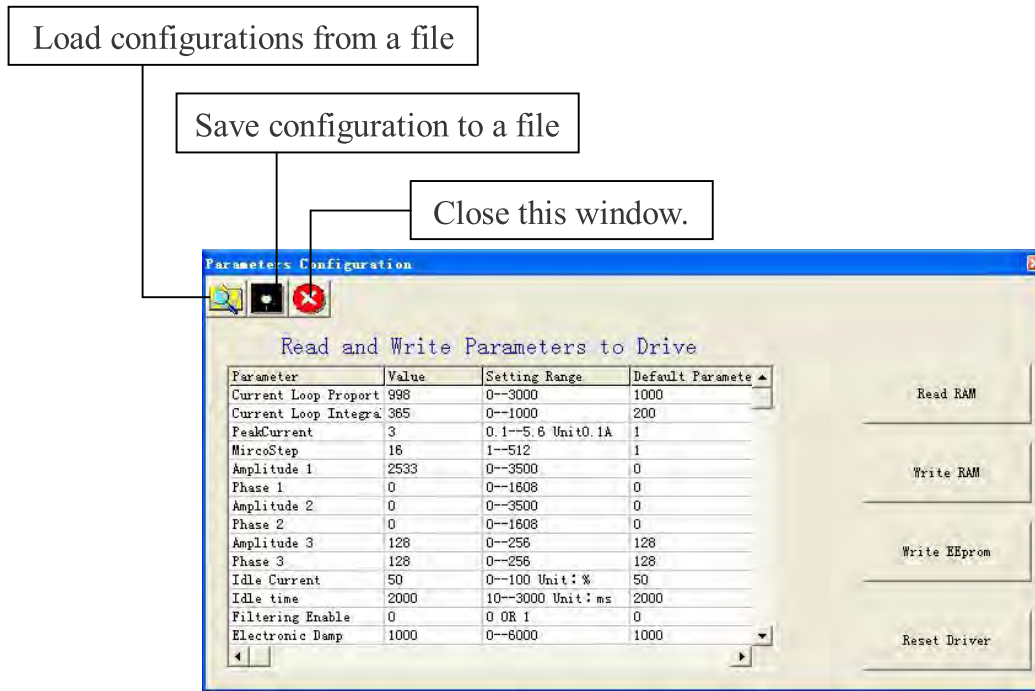 Load configurations from a file
Save configuration to a file
Close this window.
Parameters Configuration
Read and Write Parameters to Drive
Parameter Value Setting Range Default Paramete
Current Loop Proport 998 0--3000 1000
Current Loop Integra 365 0--1000 200
PeakCurrent 3 0.1--5.6 Unit0.1A 1
MircoStep 16 1--512 1
Amplitude 1 2533 0--3500 0
Phase 1 0 0--1608 0
Amplitude 2 0 0--3500 0
Phase 2 0 0--1608 0
Amplitude 3 128 0--256 128
Phase 3 128 0--256 128
Idle Current 50 0--100 Unit：% 50
Idle time 2000 10--3000 Unit：ms 2000
Filtering Enable 0 0 OR 1 0
Electronic Damp 1000 0--6000 1000
Read RAM
Write RAM
Write EEprom
Reset Driver